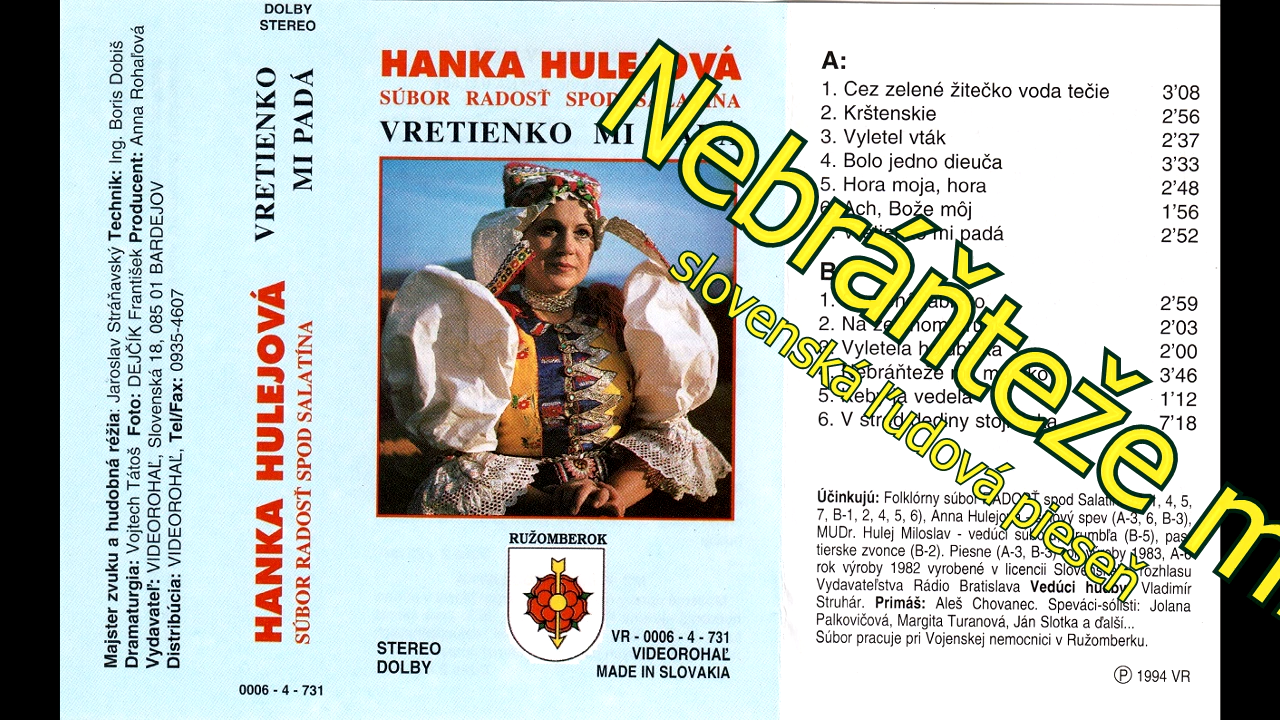 DOLBY
STEREO
Majster zvuku a hudobná réžia: Jaroslav Stráňavský Technik: Ing. Boris Dobiš
Dramaturgia: Vojtech Tátoš Foto: DEJČÍK František Producent: Anna Rohaľová
Vydavateľ: VIDEOROHAĽ, Slovenská 18, 085 01 BARDEJOV
Distribúcia: VIDEOROHAĽ, Tel/Fax: 0935-4607
VRETIENKO
MI PADÁ
HANKA HULEJOVÁ
SÚBOR RADOSŤ SPOD SALATÍNA
0006 - 4 - 731
HANKA HULEJOVÁ
SÚBOR RADOSŤ SPOD
VRETIENKO MI
RUŽOMBEROK
STEREO
DOLBY
VR - 0006 - 4 - 731
VIDEOROHAĽ
MADE IN SLOVAKIA
Nebráňteže
slovenská ľudová pieseň
A:
1. Cez zelené žitečko voda tečie 3'08
2. Krštenskie 2'56
3. Vyletel vták 2'37
4. Bolo jedno dieuča 3'33
5. Hora moja, hora 2'48
Ach, Bože môj 1'56
mi padá 2'52
B
1. 2'59
2. Na 2'03
Vyletela 2'00
3'46
5. vedela 1'12
6. V 7'18
Účinkujú: Folklórny súbor RADOSŤ spod 1, 4, 5,
7, B-1, 2, 4, 5, 6), Anna spev (A-3, 6, B-3),
MUDr. Hulej Miloslav - vedúci (B-5), pas-
tierske zvonce (B-2). Piesne (A-3, 1983,
rok výroby 1982 vyrobené v licencii
Vydavateľstva Rádio Bratislava Vedúci hudby: Vladimír
Struhár. Primáš: Aleš Chovanec. Speváci-sólisti: Jolana
Palkovičová, Margita Turanová, Ján Slotka a ďalší...
Súbor pracuje pri Vojenskej nemocnici v Ružomberku.
Ⓟ 1994 VR